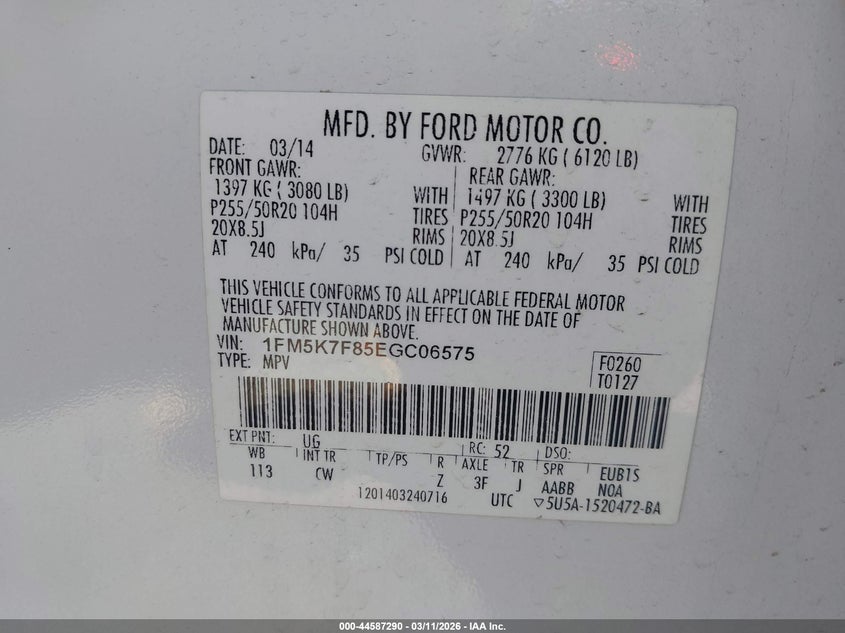 MFD. BY FORD MOTOR CO.
DATE: 03/14 GVWR: 2776 KG ( 6120 LB)
FRONT GAWR: REAR GAWR:
1397 KG ( 3080 LB) WITH 1497 KG ( 3300 LB) WITH
P255/50R20 104H TIRES P255/50R20 104H TIRES
20X8.5J RIMS 20X8.5J RIMS
AT 240 kPa/ 35 PSI COLD AT 240 kPa/ 35 PSI COLD
THIS VEHICLE CONFORMS TO ALL APPLICABLE FEDERAL MOTOR
VEHICLE SAFETY STANDARDS IN EFFECT ON THE DATE OF
MANUFACTURE SHOWN ABOVE.
VIN: 1FM5K7F85EGC06575
TYPE: MPV
F0260
T0127
EXT PNT: UG RC: 52 DSO:
WB INT TR TP/PS R AXLE TR SPR EUB1S
113 CW Z 3F J AABB NOA
1201403240716 UTC ▽5U5A-1520472-BA
000-44587290 - 03/11/2026 - IAA Inc.